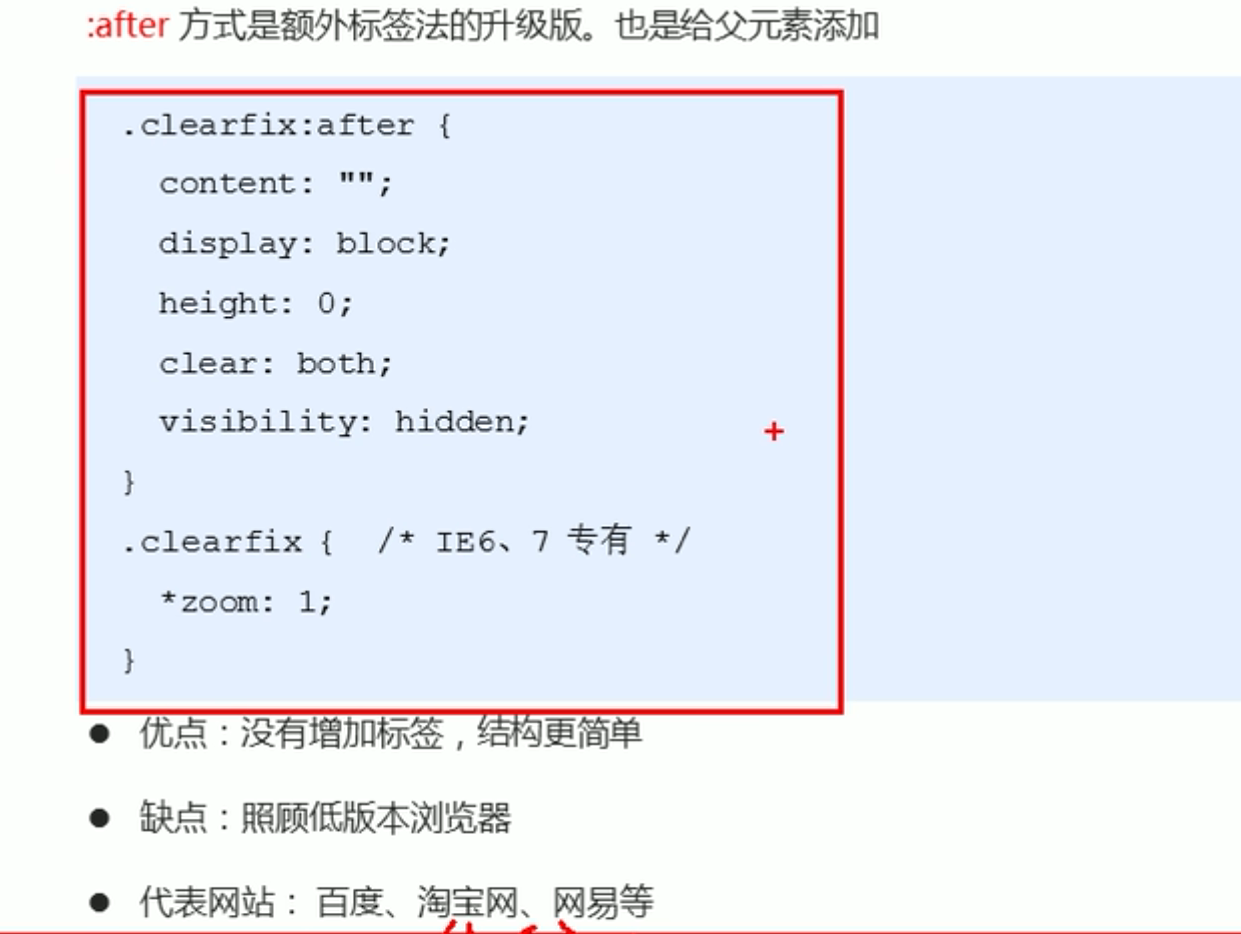 :after 方式是额外标签法的升级版。也是给父元素添加
.clearfix:after {
content: "";
display: block;
height: 0;
clear: both;
visibility: hidden;
}
.clearfix { /* IE6、7 专有 */
*zoom: 1;
}
● 优点：没有增加标签，结构更简单
● 缺点：照顾低版本浏览器
● 代表网站： 百度、淘宝网、网易等